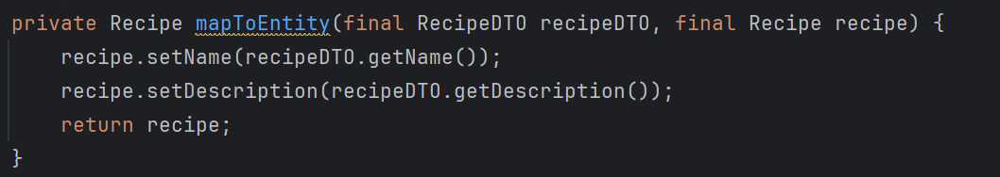 private Recipe mapToEntity(final RecipeDTO recipeDTO, final Recipe recipe) {
    recipe.setName(recipeDTO.getName());
    recipe.setDescription(recipeDTO.getDescription());
    return recipe;
}